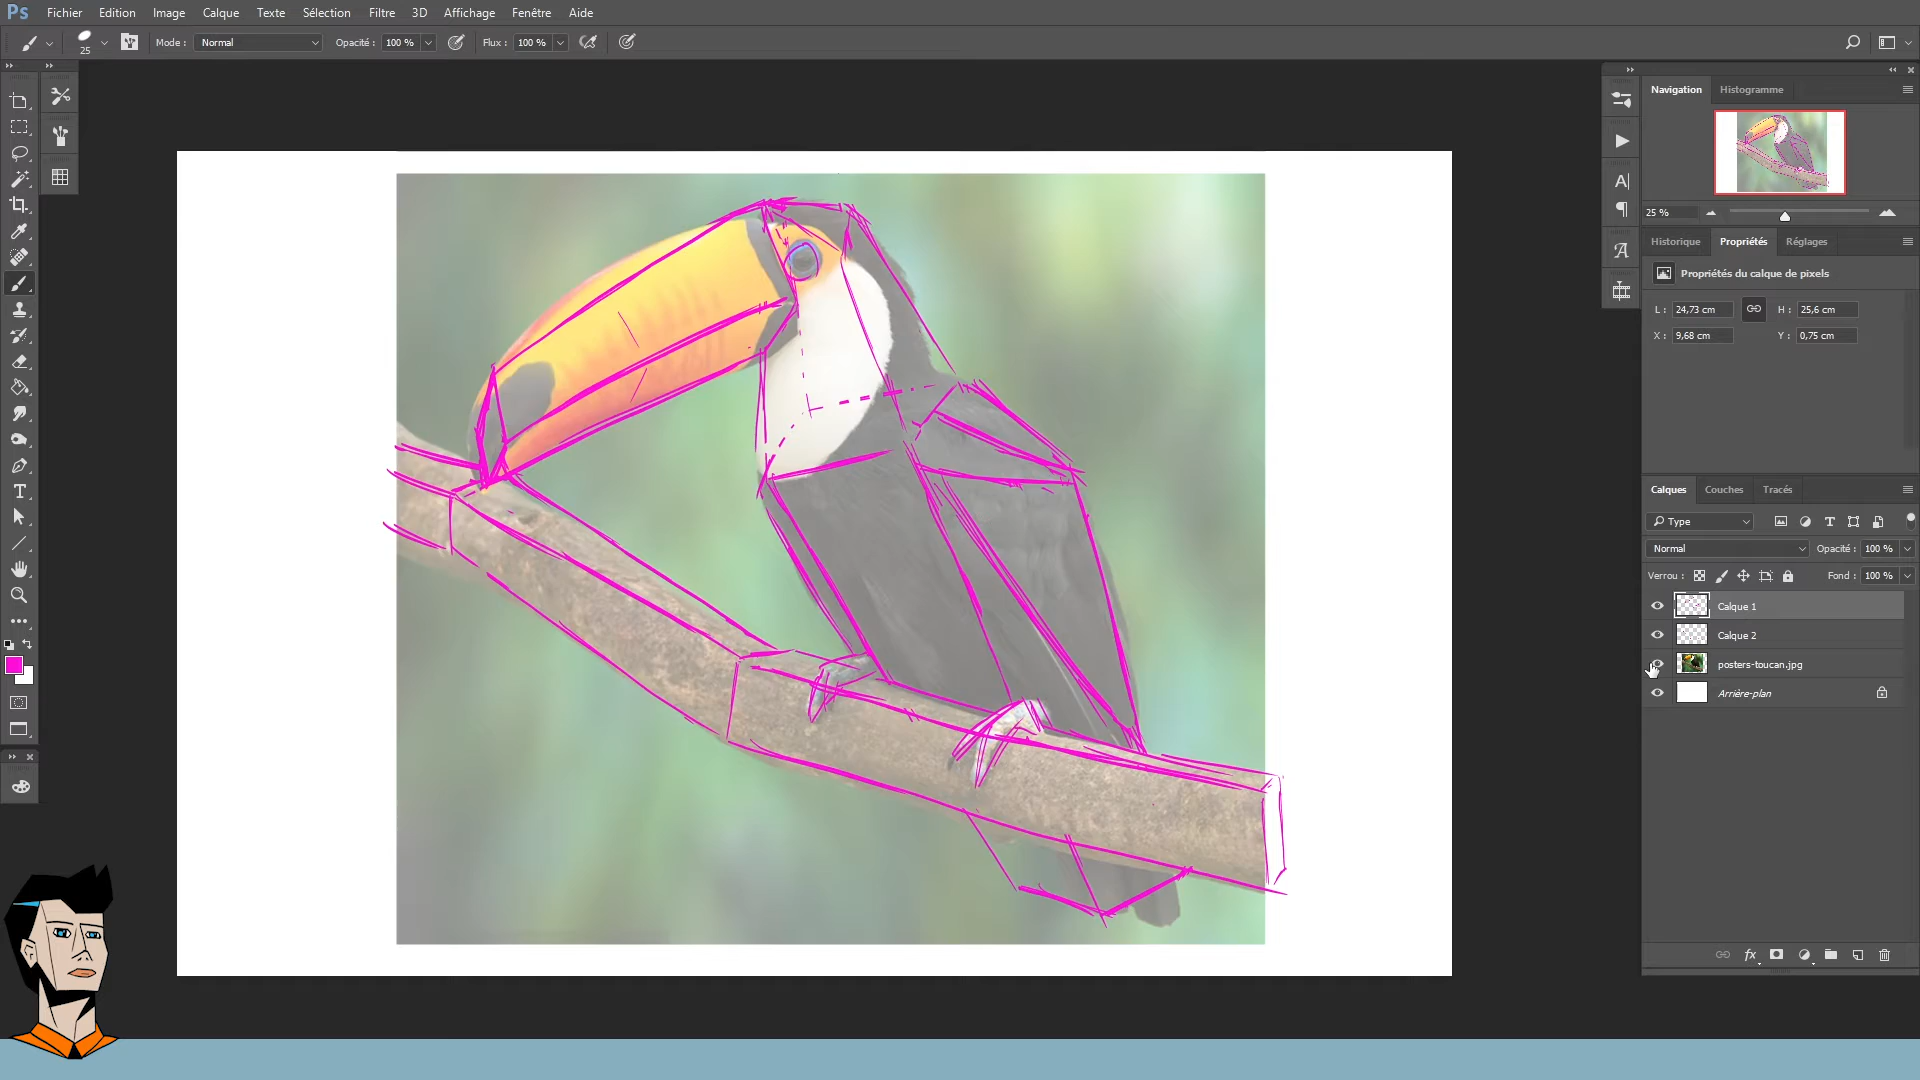 Ps Fichier Edition Image Calque Texte Sélection Filtre 3D Affichage Fenêtre Aide
25 Mode : Normal Opacité : 100 % Flux : 100 %
Navigation Histogramme
25 %
Historique Propriétés Réglages
Propriétés du calque de pixels
L : 24,73 cm H : 25,6 cm
X : 9,68 cm Y : 0,75 cm
Calques Couches Tracés
Type
Normal Opacité : 100 %
Verrou : Fond : 100 %
Calque 1
Calque 2
posters-toucan.jpg
Arrière-plan
fx